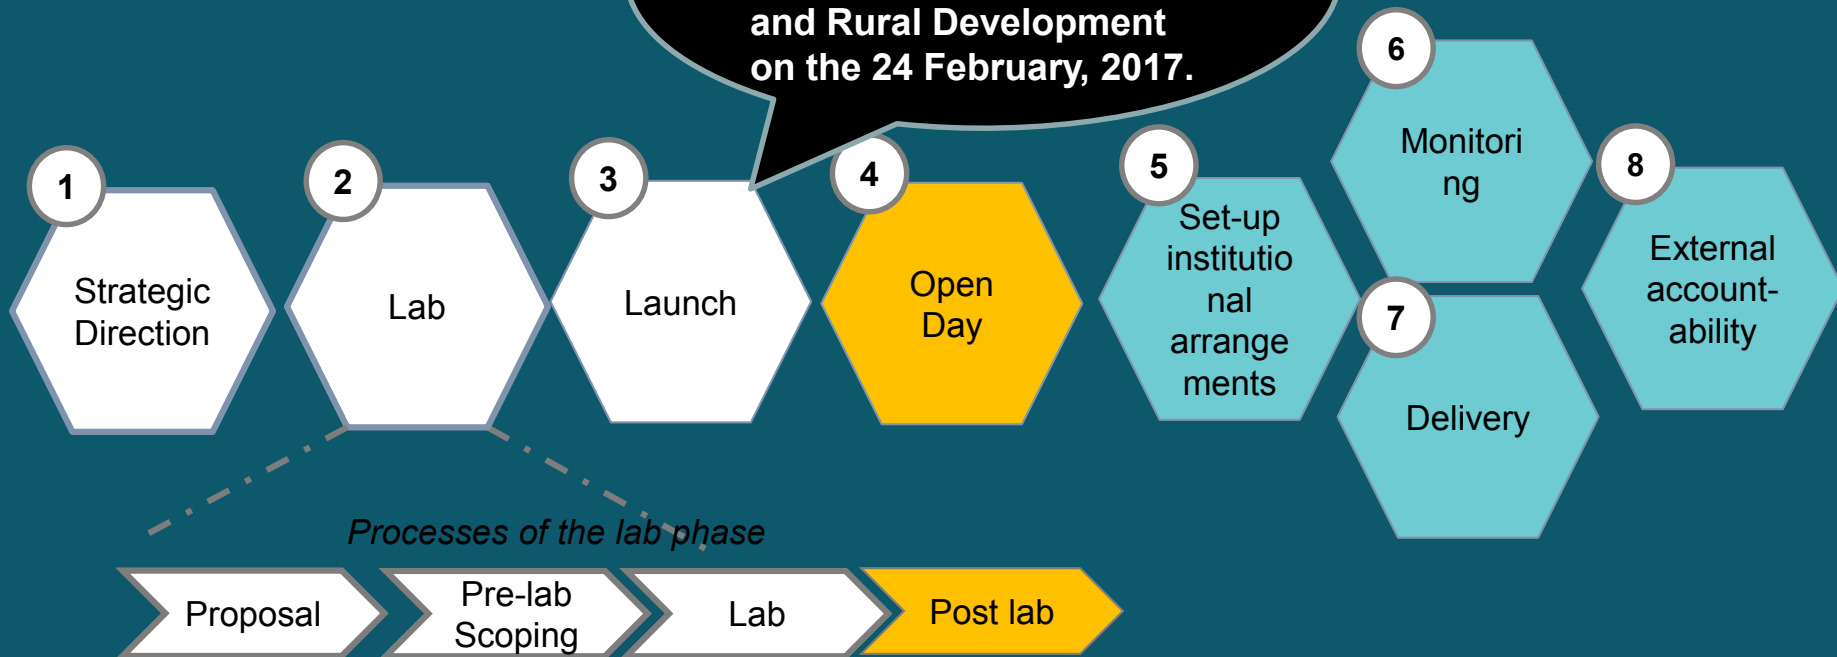 and Rural Development
on the 24 February, 2017.
1
Strategic
Direction
2
Lab
3
Launch
4
Open
Day
5
Set-up
institutio
nal
arrange
ments
6
Monitori
ng
7
Delivery
8
External
account-
ability
Processes of the lab phase
Proposal
Pre-lab
Scoping
Lab
Post lab